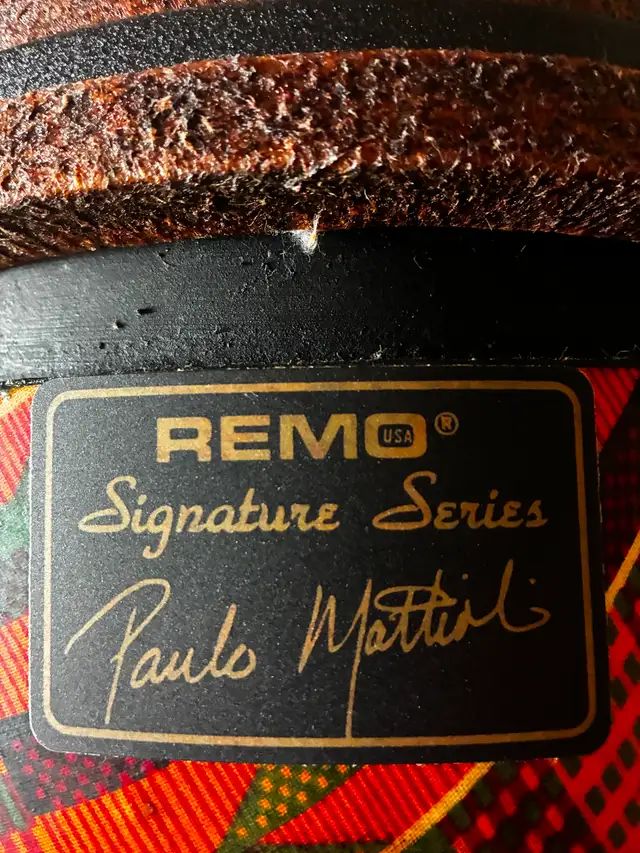 REMO USA ®
Signature Series
Paulo Mattioli